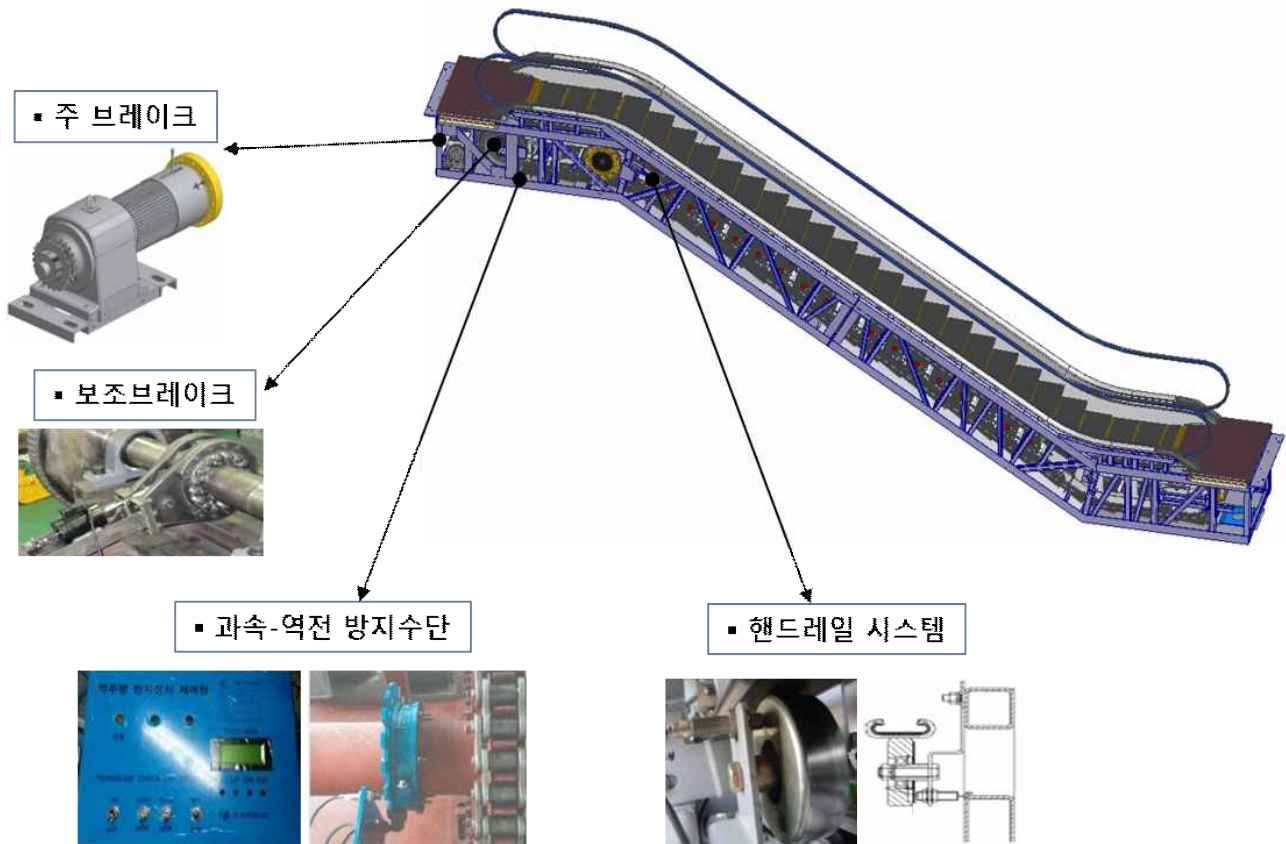 ▪ 주 브레이크
▪ 보조브레이크
▪ 과속-역전 방지수단
▪ 핸드레일 시스템
역주행 방지장치 제어함